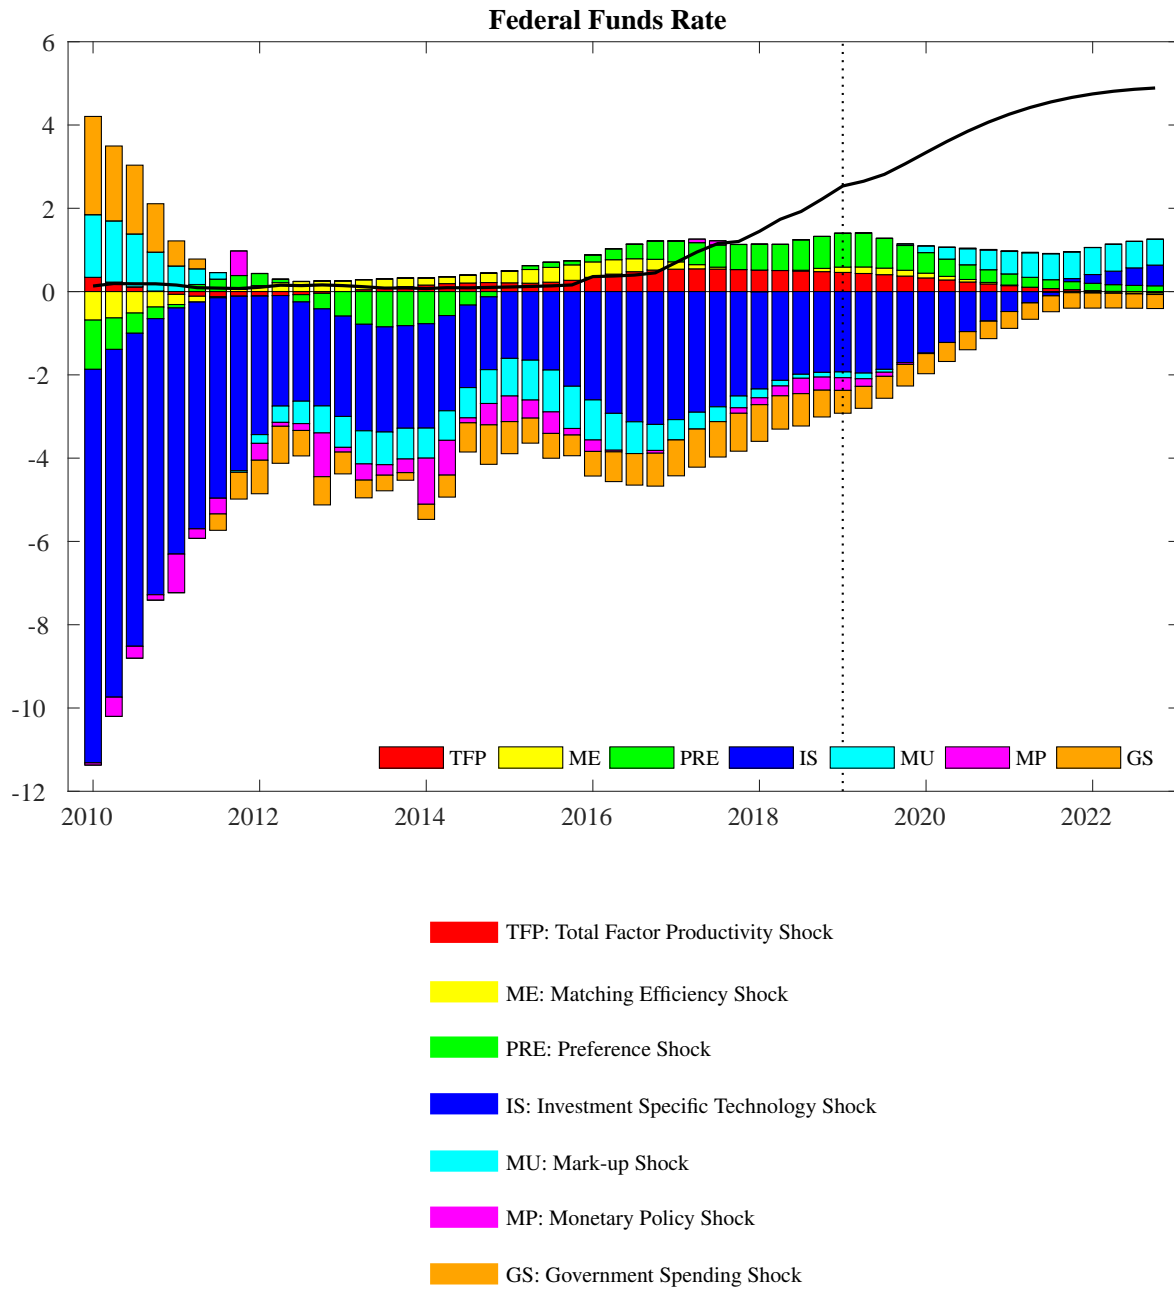 Federal Funds Rate
6
4
2
0
-2
-4
-6
-8
-10
-12
TFP ME PRE IS MU MP GS
2010 2012 2014 2016 2018 2020 2022
TFP: Total Factor Productivity Shock
ME: Matching Efficiency Shock
PRE: Preference Shock
IS: Investment Specific Technology Shock
MU: Mark-up Shock
MP: Monetary Policy Shock
GS: Government Spending Shock